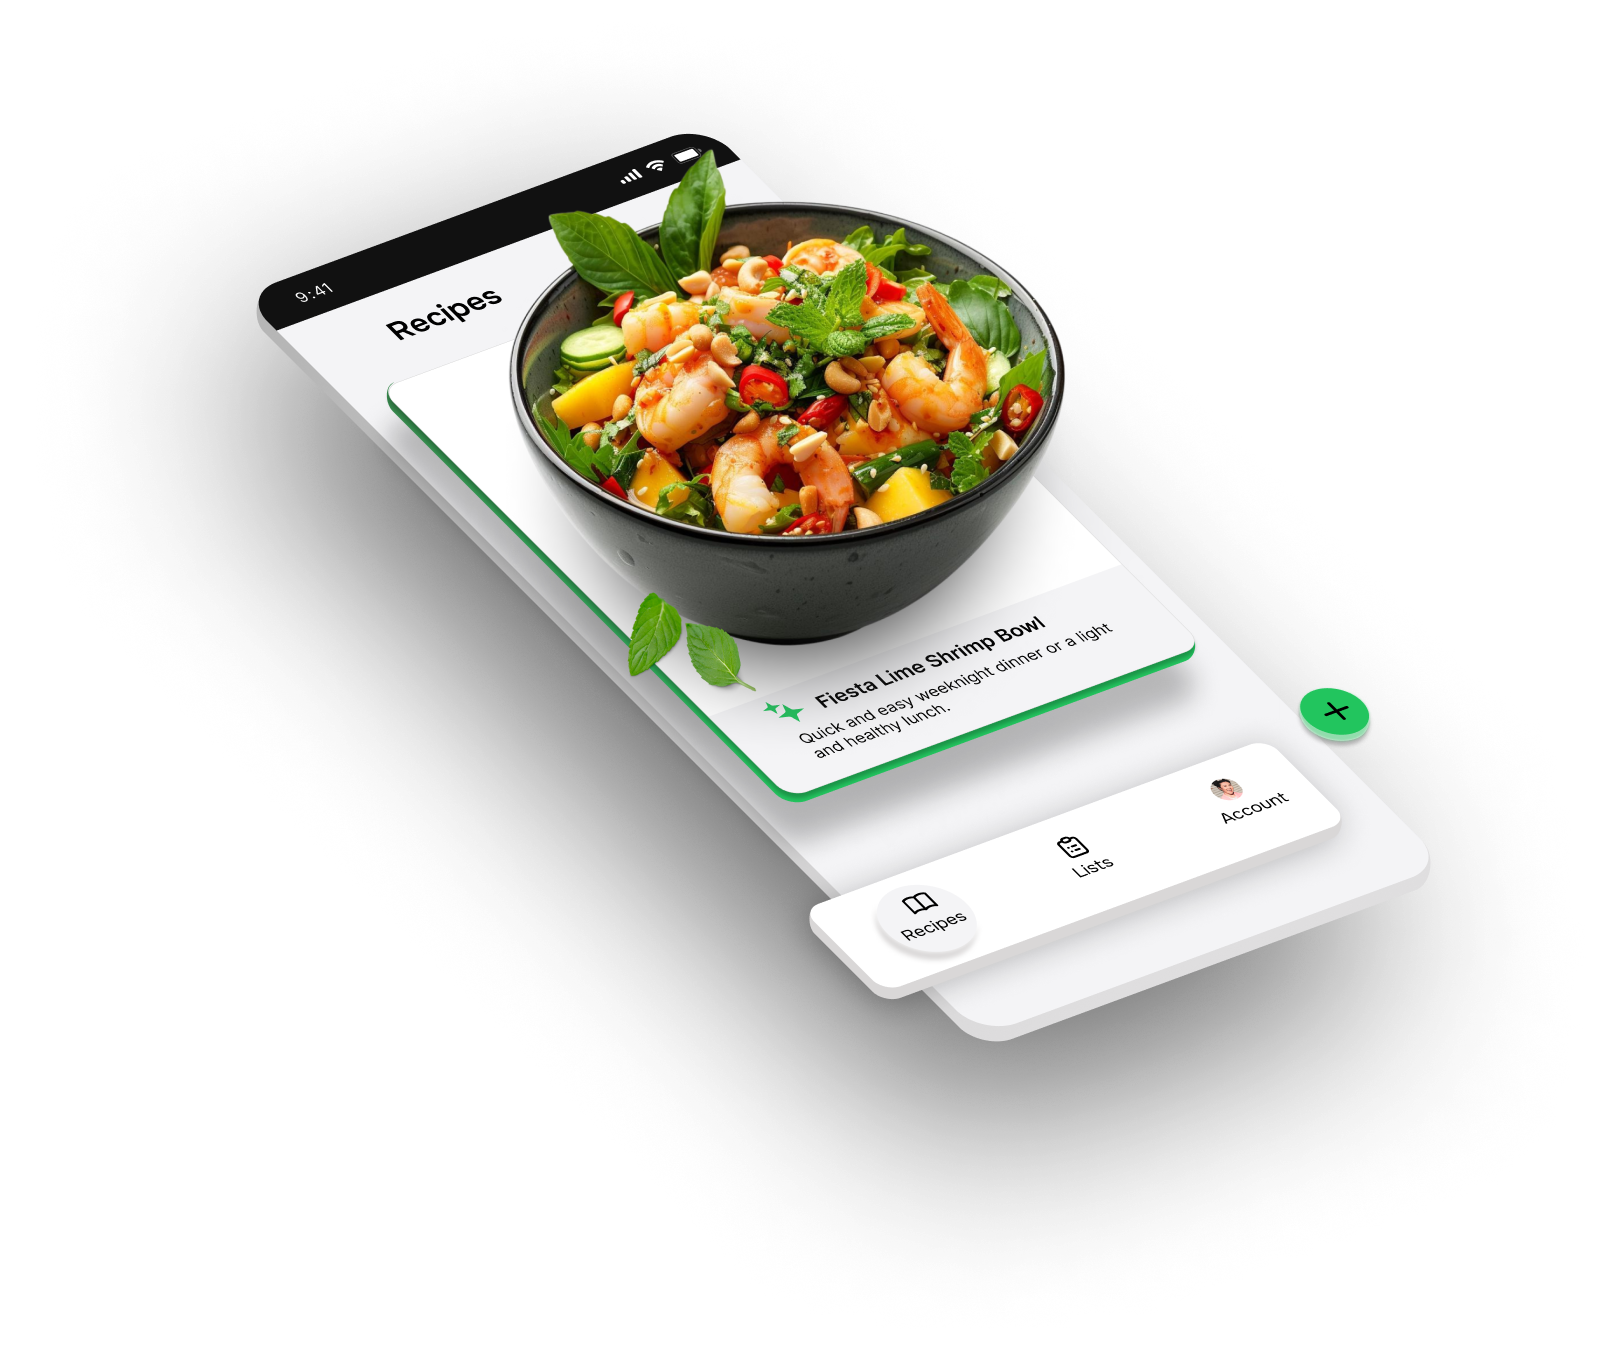 9:41
Recipes
Fiesta Lime Shrimp Bowl
Quick and easy weeknight dinner or a light
and healthy lunch.
Recipes
Lists
Account